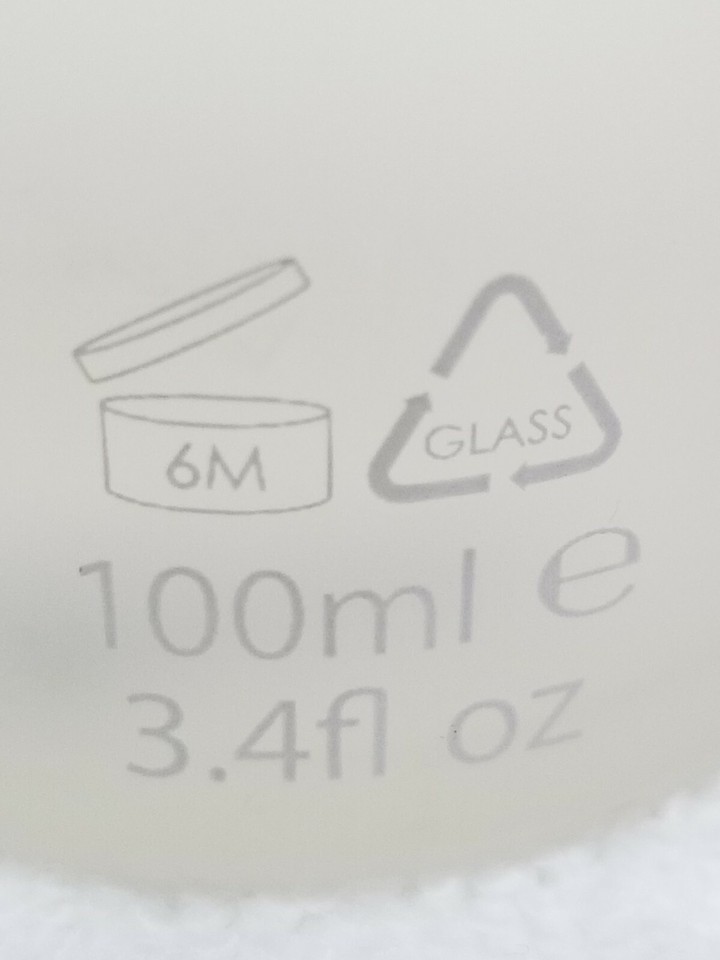 6M
GLASS
100ml e
3.4fl oz